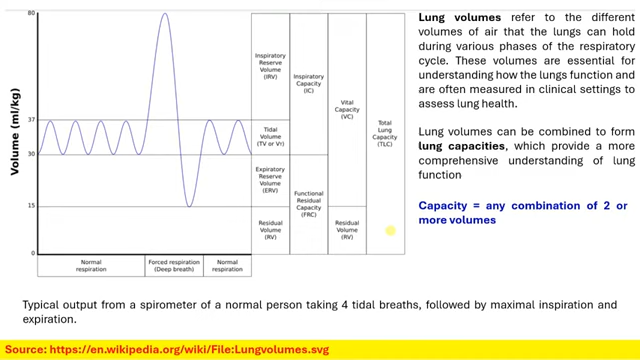 Volume (ml/kg)
80
37
30
15
0
Inspiratory
Reserve
Volume
(IRV)
Tidal
Volume
(TV or VT)
Expiratory
Reserve
Volume
(ERV)
Residual
Volume
(RV)
Inspiratory
Capacity
(IC)
Functional
Residual
Capacity
(FRC)
Vital
Capacity
(VC)
Residual
Volume
(RV)
Total
Lung
Capacity
(TLC)
Normal
respiration
Forced respiration
(Deep breath)
Normal
respiration
Lung volumes refer to the different
volumes of air that the lungs can hold
during various phases of the respiratory
cycle. These volumes are essential for
understanding how the lungs function and
are often measured in clinical settings to
assess lung health.
Lung volumes can be combined to form
lung capacities, which provide a more
comprehensive understanding of lung
function
Capacity = any combination of 2 or
more volumes
Typical output from a spirometer of a normal person taking 4 tidal breaths, followed by maximal inspiration and
expiration.
Source: https://en.wikipedia.org/wiki/File:Lungvolumes.svg